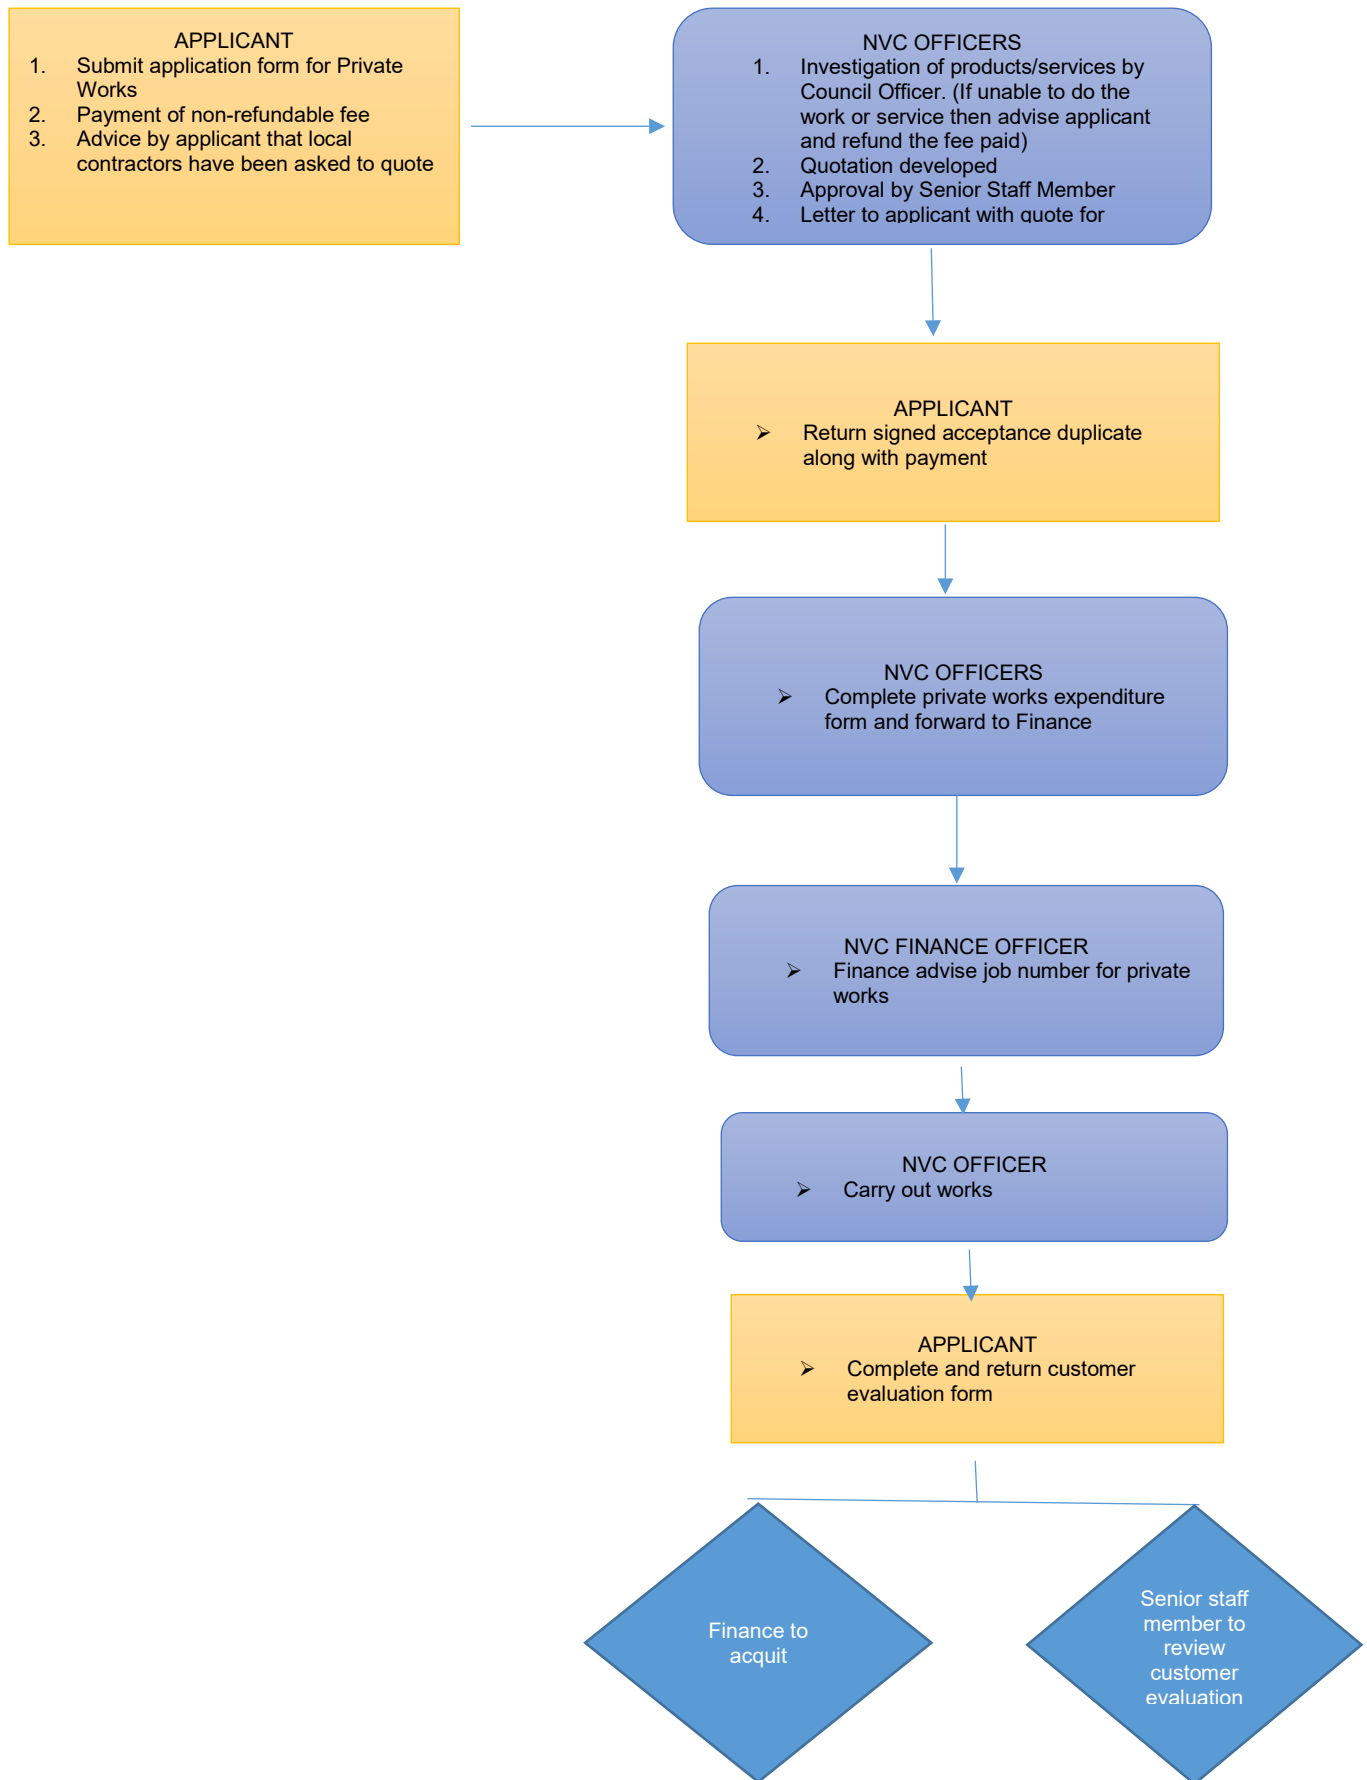 APPLICANT
1. Submit application form for Private
Works
2. Payment of non-refundable fee
3. Advice by applicant that local
contractors have been asked to quote
NVC OFFICERS
1. Investigation of products/services by
Council Officer. (If unable to do the
work or service then advise applicant
and refund the fee paid)
2. Quotation developed
3. Approval by Senior Staff Member
4. Letter to applicant with quote for
APPLICANT
➢ Return signed acceptance duplicate
along with payment
NVC OFFICERS
➢ Complete private works expenditure
form and forward to Finance
NVC FINANCE OFFICER
➢ Finance advise job number for private
works
NVC OFFICER
➢ Carry out works
APPLICANT
➢ Complete and return customer
evaluation form
Finance to
acquit
Senior staff
member to
review
customer
evaluation